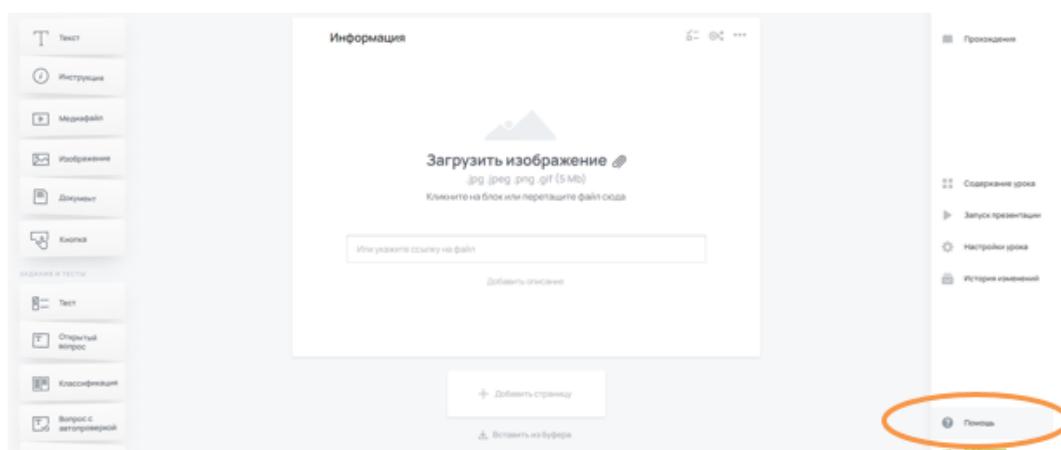 Текст
Инструкция
Медиафайл
Изображение
Документ
Кнопка
ЗАДАНИЯ И ТЕСТЫ
Тест
Открытый
вопрос
Классификация
Вопрос с
автопроверкой
Информация
Загрузить изображение
.jpg .jpeg .png .gif (5 Mb)
Кликните на блок или перетащите файл сюда
Или укажите ссылку на файл
Добавить описание
Добавить страницу
Вставить из буфера
Прохождения
Содержание урока
Запуск презентации
Настройки урока
История изменений
Помощь